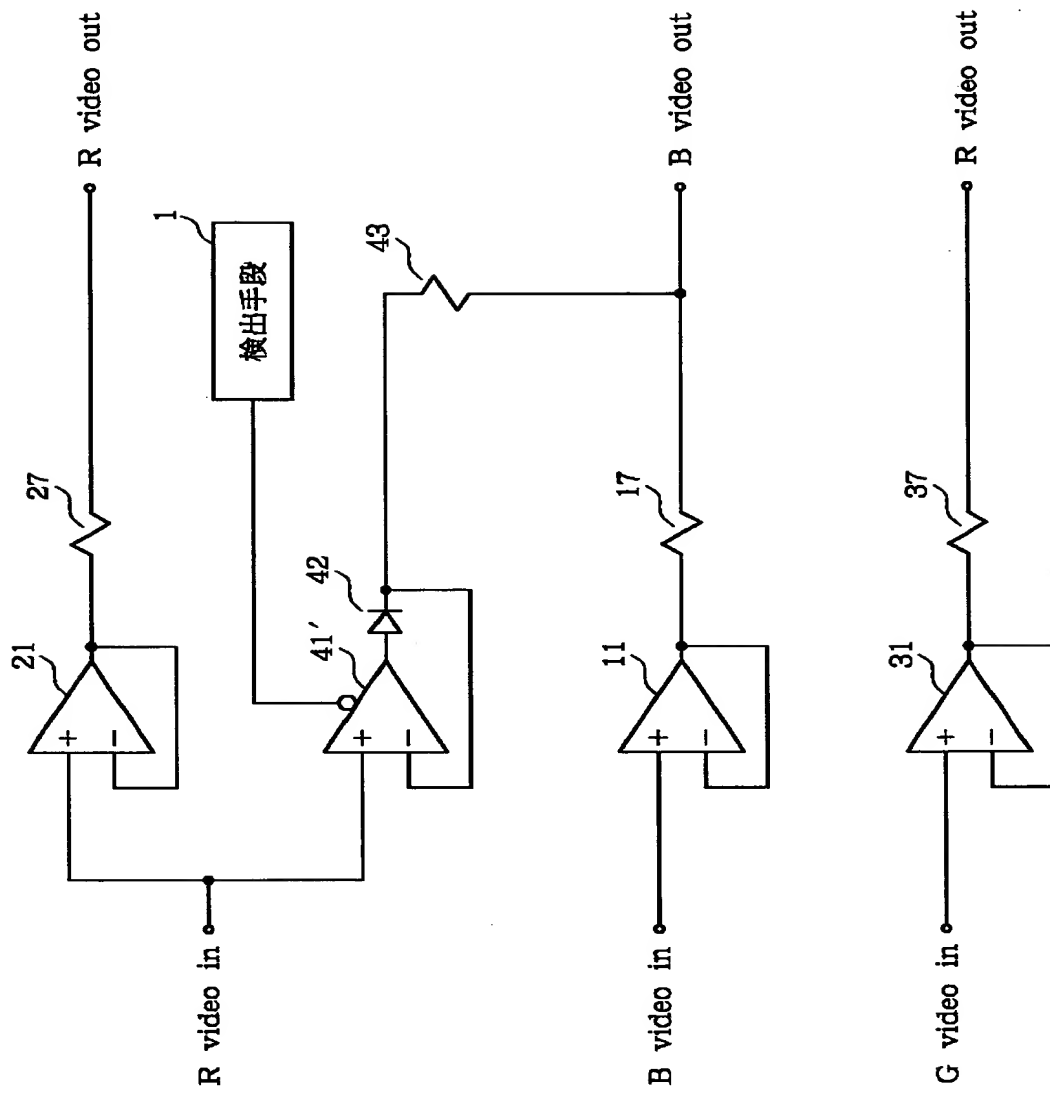 R video in
21
+
−
27
R video out
1
検出手段
41′
+
−
42
43
B video in
11
+
−
17
B video out
G video in
31
+
−
37
R video out